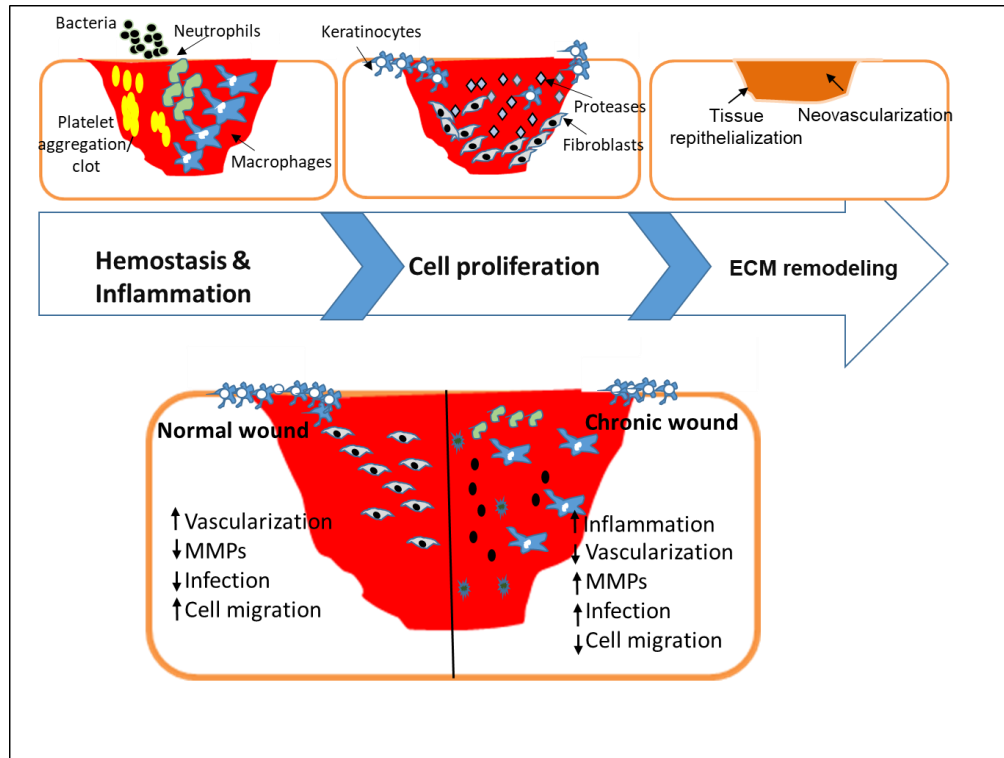 Bacteria
Neutrophils
Platelet
aggregation/
clot
Macrophages
Keratinocytes
Proteases
Fibroblasts
Tissue
repithelialization
Neovascularization
Hemostasis &
Inflammation
Cell proliferation
ECM remodeling
Normal wound
↑Vascularization
↓MMPs
↓Infection
↑Cell migration
Chronic wound
↑Inflammation
↓Vascularization
↑MMPs
↑Infection
↓Cell migration